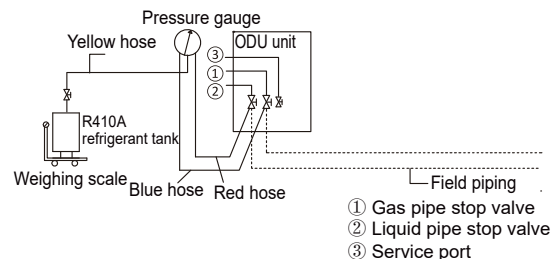 Pressure gauge
Yellow hose
ODU unit
③
①
②
R410A
refrigerant tank
Weighing scale
Blue hose
Red hose
Field piping
① Gas pipe stop valve
② Liquid pipe stop valve
③ Service port